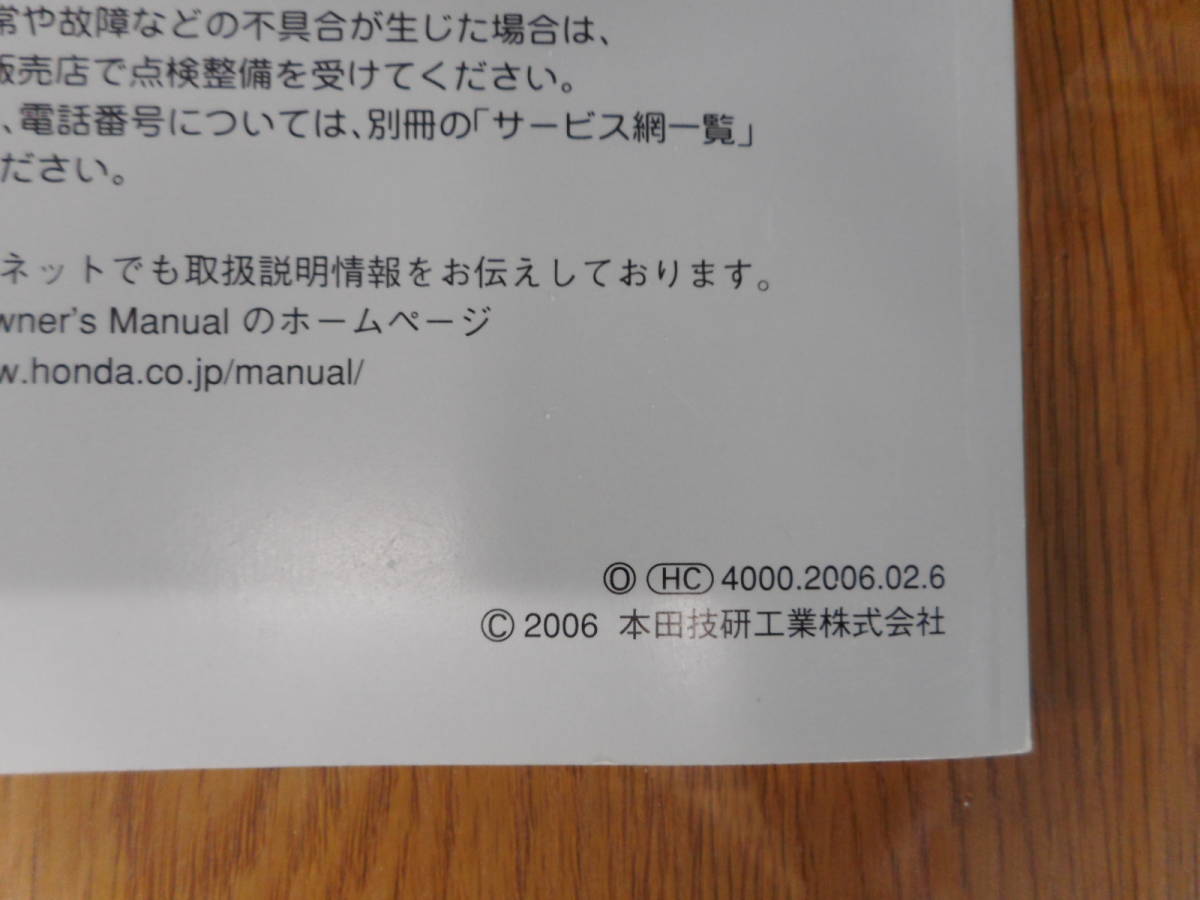 常や故障などの不具合が生じた場合は、
販売店で点検整備を受けてください。
、電話番号については、別冊の「サービス網一覧」
ださい。
ネットでも取扱説明情報をお伝えしております。
wner's Manual のホームページ
w.honda.co.jp/manual/
Ⓞ HC 4000.2006.02.6
© 2006 本田技研工業株式会社